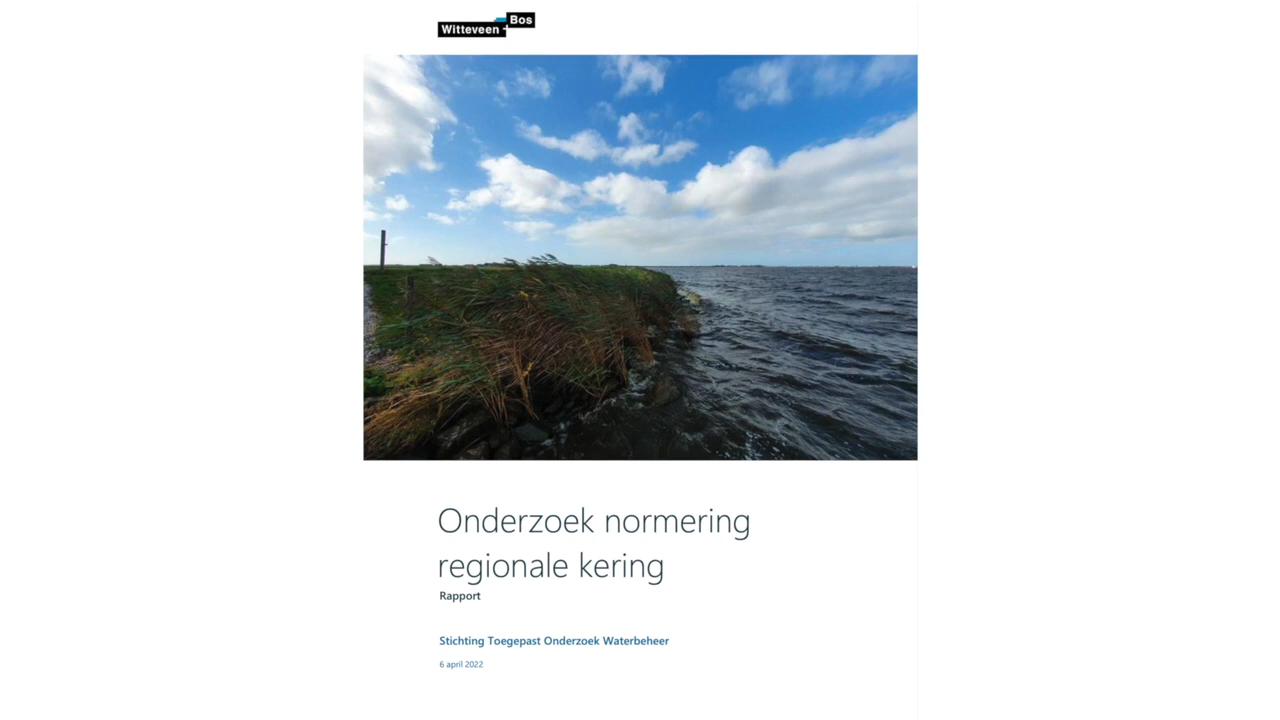 Witteveen + Bos
Onderzoek normering
regionale kering
Rapport
Stichting Toegepast Onderzoek Waterbeheer
6 april 2022